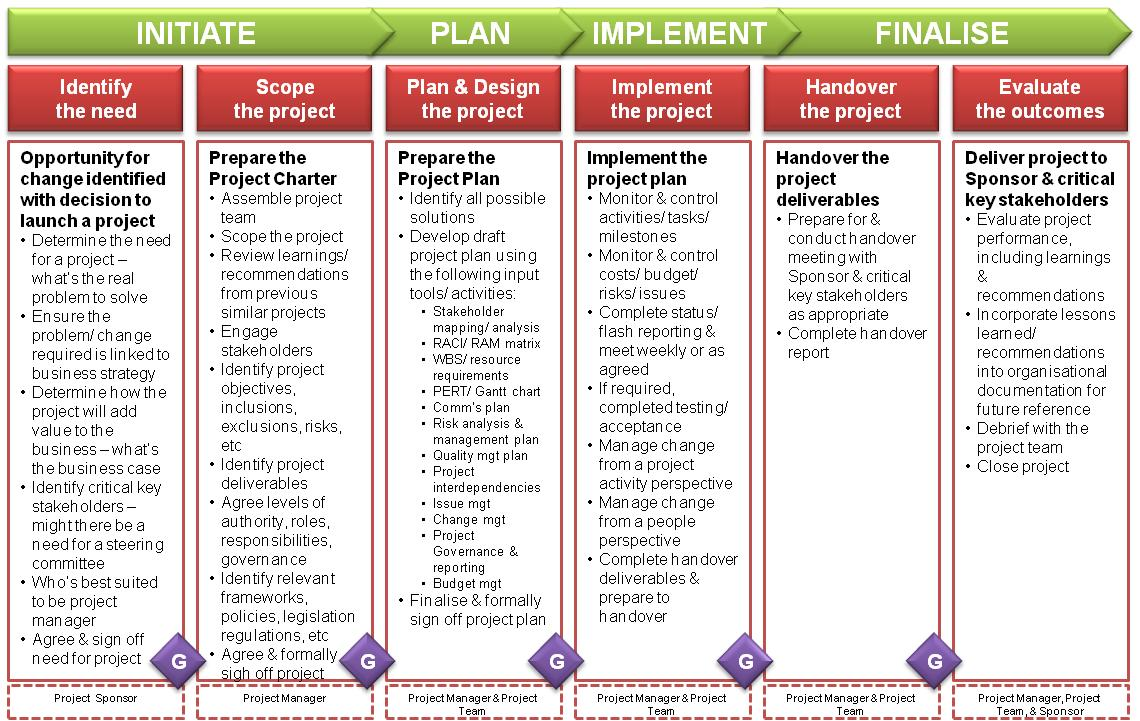 INITIATE
PLAN
IMPLEMENT
FINALISE
Identify
the need
Scope
the project
Plan & Design
the project
Implement
the project
Handover
the project
Evaluate
the outcomes
Opportunity for
change identified
with decision to
launch a project
• Determine the need
for a project –
what's the real
problem to solve
• Ensure the
problem/ change
required is linked to
business strategy
• Determine how the
project will add
value to the
business – what's
the business case
• Identify critical key
stakeholders –
might there be a
need for a steering
committee
• Who's best suited
to be project
manager
• Agree & sign off
need for project
G
Project Sponsor
Prepare the
Project Charter
• Assemble project
team
• Scope the project
• Review learnings/
recommendations
from previous
similar projects
• Engage
stakeholders
• Identify project
objectives,
inclusions,
exclusions, risks,
etc
• Identify project
deliverables
• Agree levels of
authority, roles,
responsibilities,
governance
• Identify relevant
frameworks,
policies, legislation
regulations, etc
• Agree & formally
sign off project
G
Project Manager
Prepare the
Project Plan
• Identify all possible
solutions
• Develop draft
project plan using
the following input
tools/ activities:
• Stakeholder
mapping/ analysis
• RACI/ RAM matrix
• WBS/ resource
requirements
• PERT/ Gantt chart
• Comm's plan
• Risk analysis &
management plan
• Quality mgt plan
• Project
interdependencies
• Issue mgt
• Change mgt
• Project
Governance &
reporting
• Budget mgt
• Finalise & formally
sign off project plan
G
Project Manager & Project
Team
Implement the
project plan
• Monitor & control
activities/ tasks/
milestones
• Monitor & control
costs/ budget/
risks/ issues
• Complete status/
flash reporting &
meet weekly or as
agreed
• If required,
completed testing/
acceptance
• Manage change
from a project
activity perspective
• Manage change
from a people
perspective
• Complete handover
deliverables &
prepare to
handover
G
Project Manager & Project
Team
Handover the
project
deliverables
• Prepare for &
conduct handover
meeting with
Sponsor & critical
key stakeholders
as appropriate
• Complete handover
report
G
Project Manager & Project
Team
Deliver project to
Sponsor & critical
key stakeholders
• Evaluate project
performance,
including learnings
&
recommendations
• Incorporate lessons
learned/
recommendations
into organisational
documentation for
future reference
• Debrief with the
project team
• Close project
Project Manager, Project
Team, & Sponsor